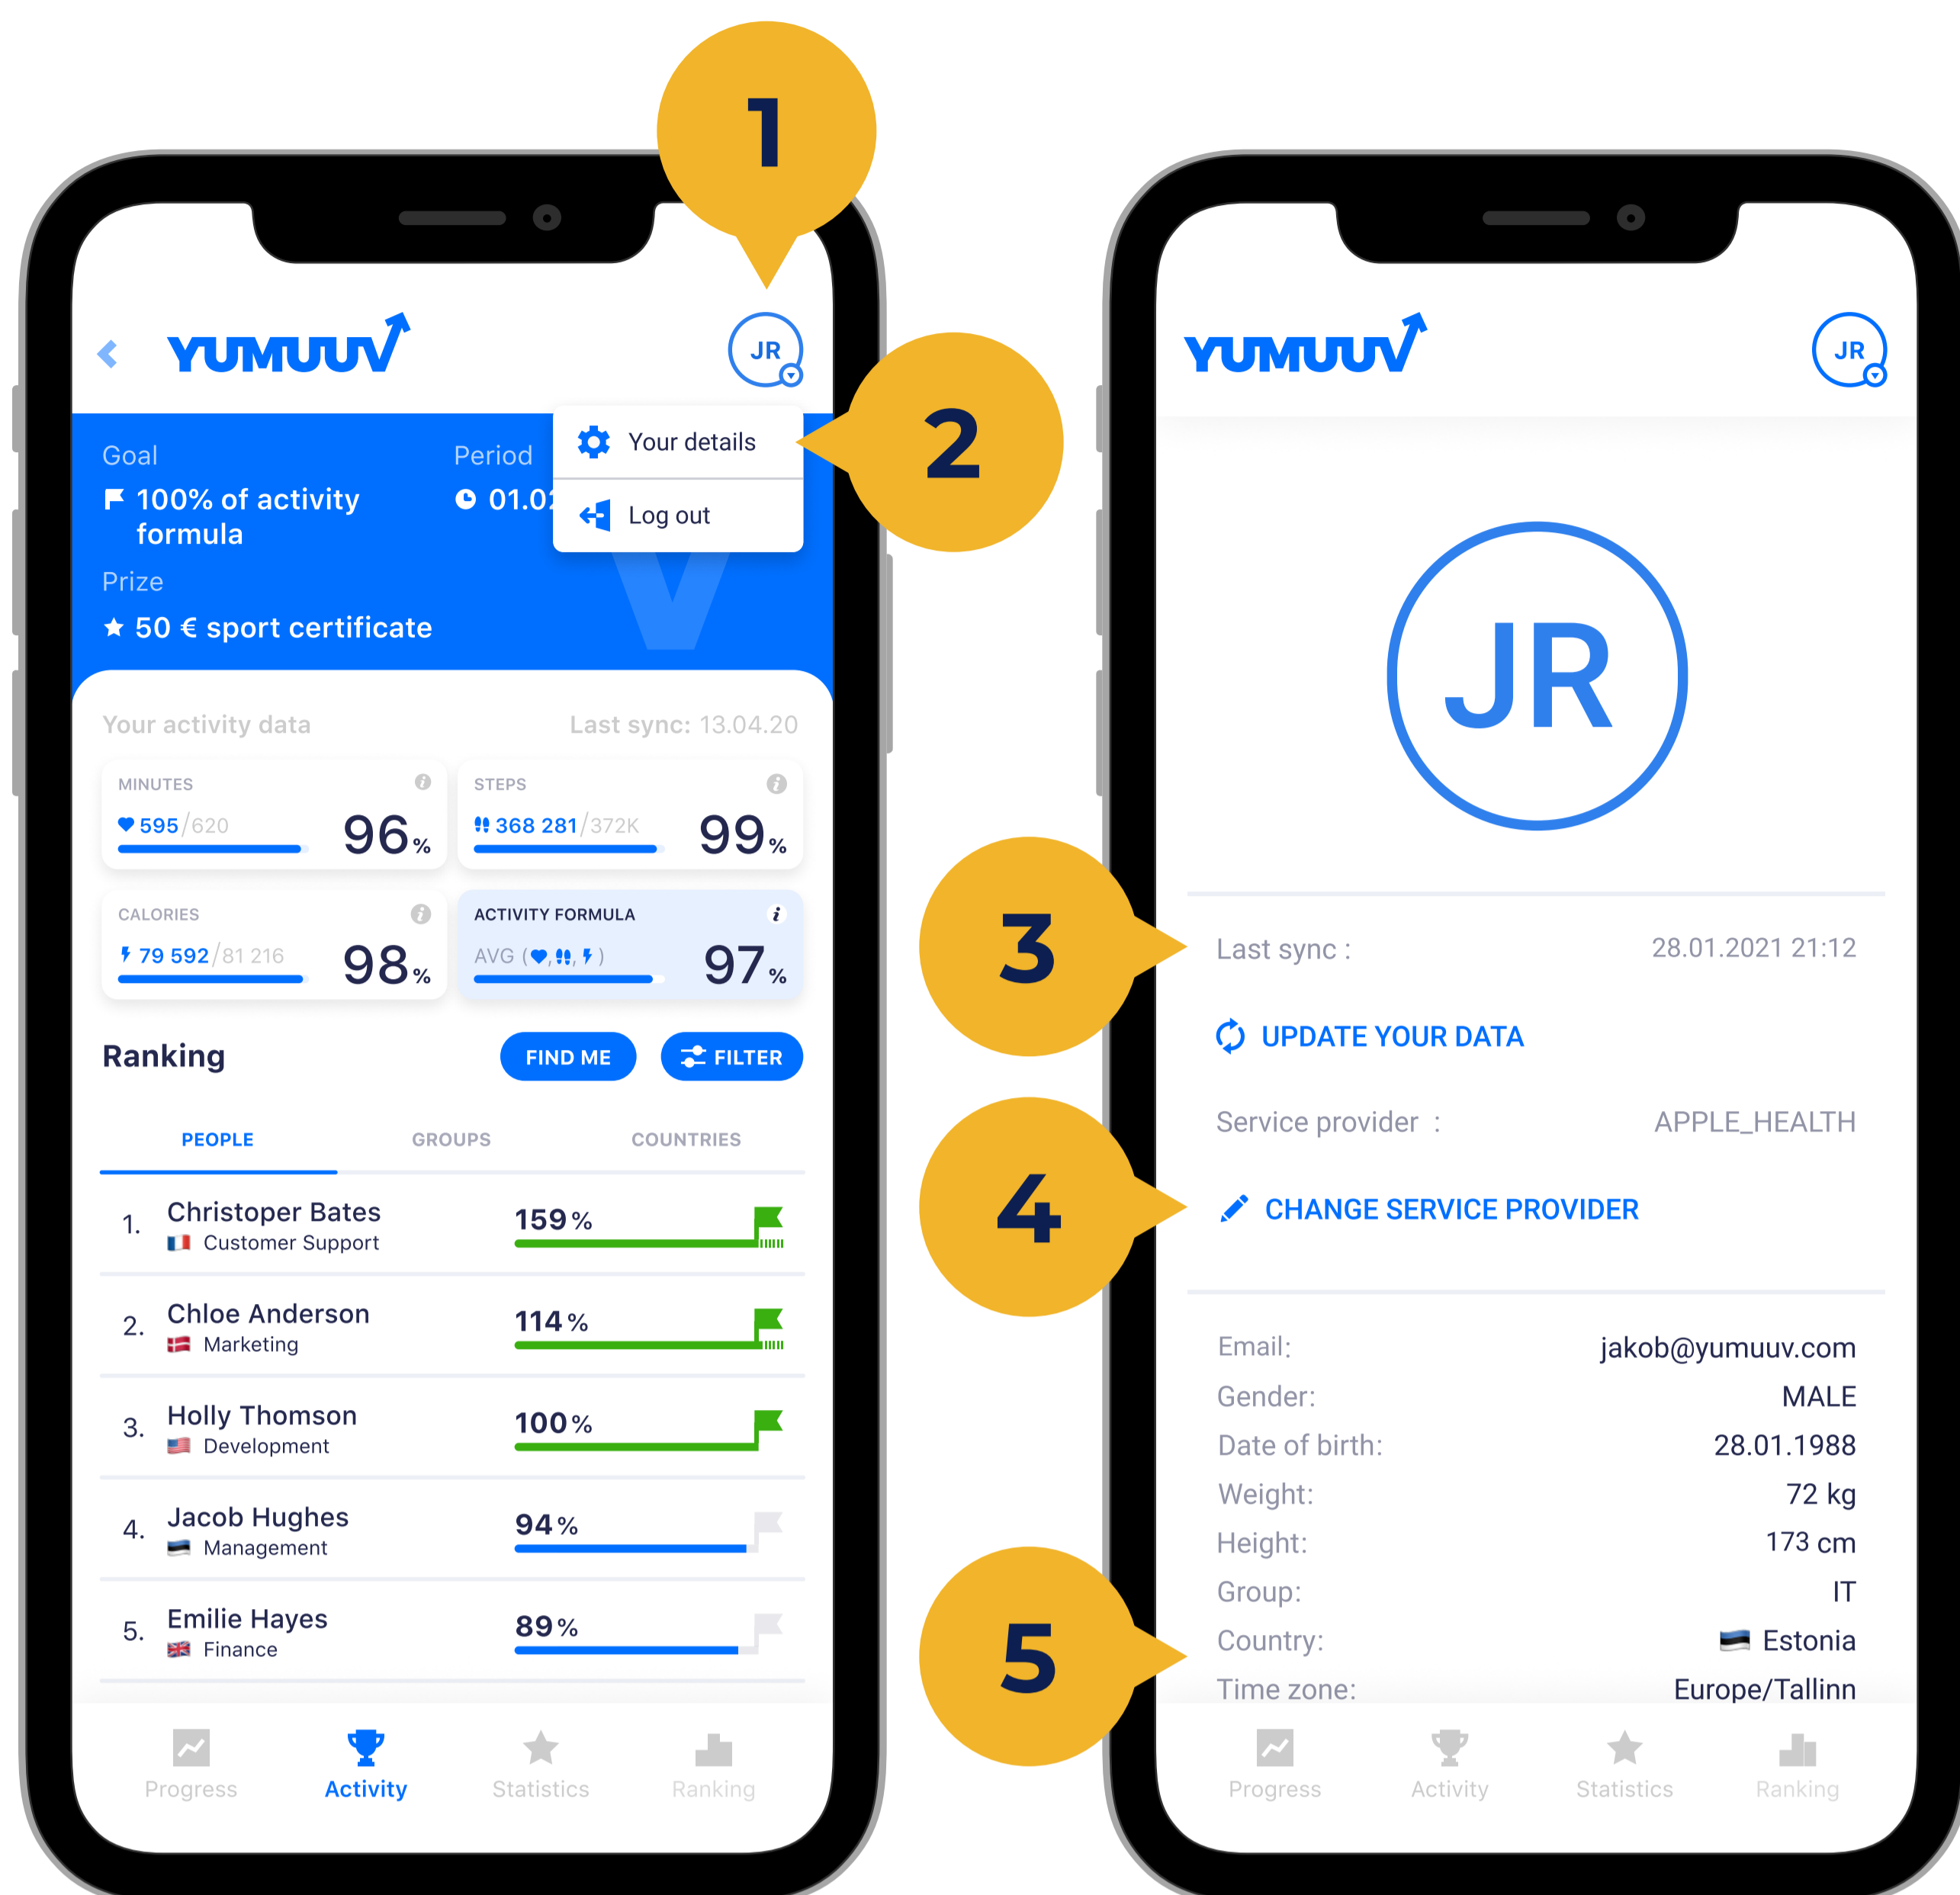 1
YUMUUV
JR
2
Your details
Log out
Goal
Period
100% of activity
formula
01.02
Prize
50 € sport certificate
V
Your activity data
Last sync: 13.04.20
MINUTES
595/620
96%
STEPS
368 281/372K
99%
CALORIES
79 592/81 216
98%
ACTIVITY FORMULA
AVG ( , , )
97%
Ranking
FIND ME
FILTER
PEOPLE
GROUPS
COUNTRIES
1.
Christoper Bates
Customer Support
159%
2.
Chloe Anderson
Marketing
114%
3.
Holly Thomson
Development
100%
4.
Jacob Hughes
Management
94%
5.
Emilie Hayes
Finance
89%
Progress
Activity
Statistics
Ranking
YUMUUV
JR
JR
3
Last sync :
28.01.2021 21:12
UPDATE YOUR DATA
Service provider :
APPLE_HEALTH
4
CHANGE SERVICE PROVIDER
Email:
jakob@yumuuv.com
Gender:
MALE
Date of birth:
28.01.1988
Weight:
72 kg
Height:
173 cm
Group:
IT
5
Country:
Estonia
Time zone:
Europe/Tallinn
Progress
Activity
Statistics
Ranking